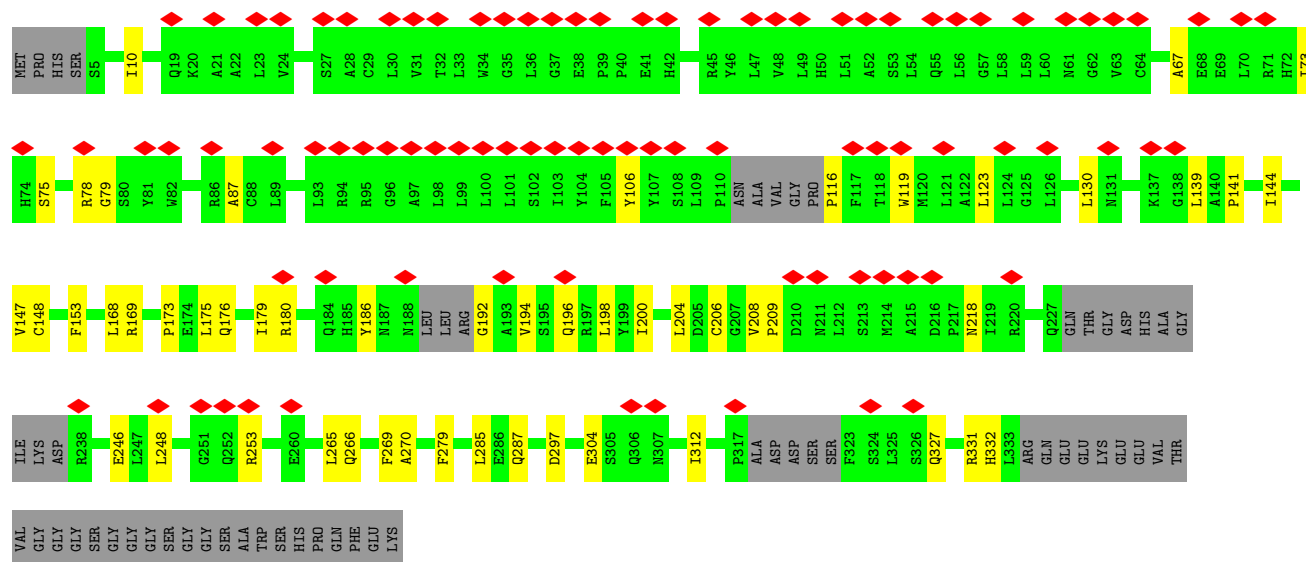 MET PRO HIS SER S5 I10 Q19 K20 A21 A22 L23 V24 S27 A28 C29 L30 V31 T32 L33 W34 G35 L36 G37 E38 P39 P40 E41 H42 R45 Y46 L47 V48 L49 H50 L51 A52 S53 L54 Q55 L56 G57 L58 L59 L60 N61 G62 V63 C64 A67 E68 E69 L70 R71 H72
H74 S75 R78 G79 S80 Y81 W82 R86 A87 C88 L89 L93 R94 R95 G96 A97 L98 L99 L100 L101 S102 I103 Y104 F105 Y106 Y107 S108 L109 P110 ASN ALA VAL GLY PRO P116 F117 T118 W119 M120 L121 A122 L123 L124 G125 L126 L130 N131 K137 G138 L139 A140 P141 I144
V147 C148 F153 L168 R169 P173 E174 L175 Q176 I179 R180 Q184 H185 Y186 N187 N188 LEU LEU ARG G192 A193 V194 S195 Q196 R197 L198 Y199 I200 L204 D205 C206 G207 V208 P209 D210 N211 L212 S213 M214 A215 D216 P217 N218 I219 R220 Q227 GLN THR GLY ASP HIS ALA GLY
ILE LYS ASP R238 E246 L247 L248 G251 Q252 R253 E260 L265 Q266 F269 A270 F279 L285 E286 Q287 D297 E304 S305 Q306 N307 I312 P317 ALA ASP ASP SER SER F323 S324 L325 S326 Q327 R331 H332 L333 ARG GLN GLU GLU GLU LYS GLU GLU VAL THR
VAL GLY GLY GLY SER GLY GLY GLY SER GLY GLY SER ALA TRP SER HIS PRO GLN PHE GLU LYS